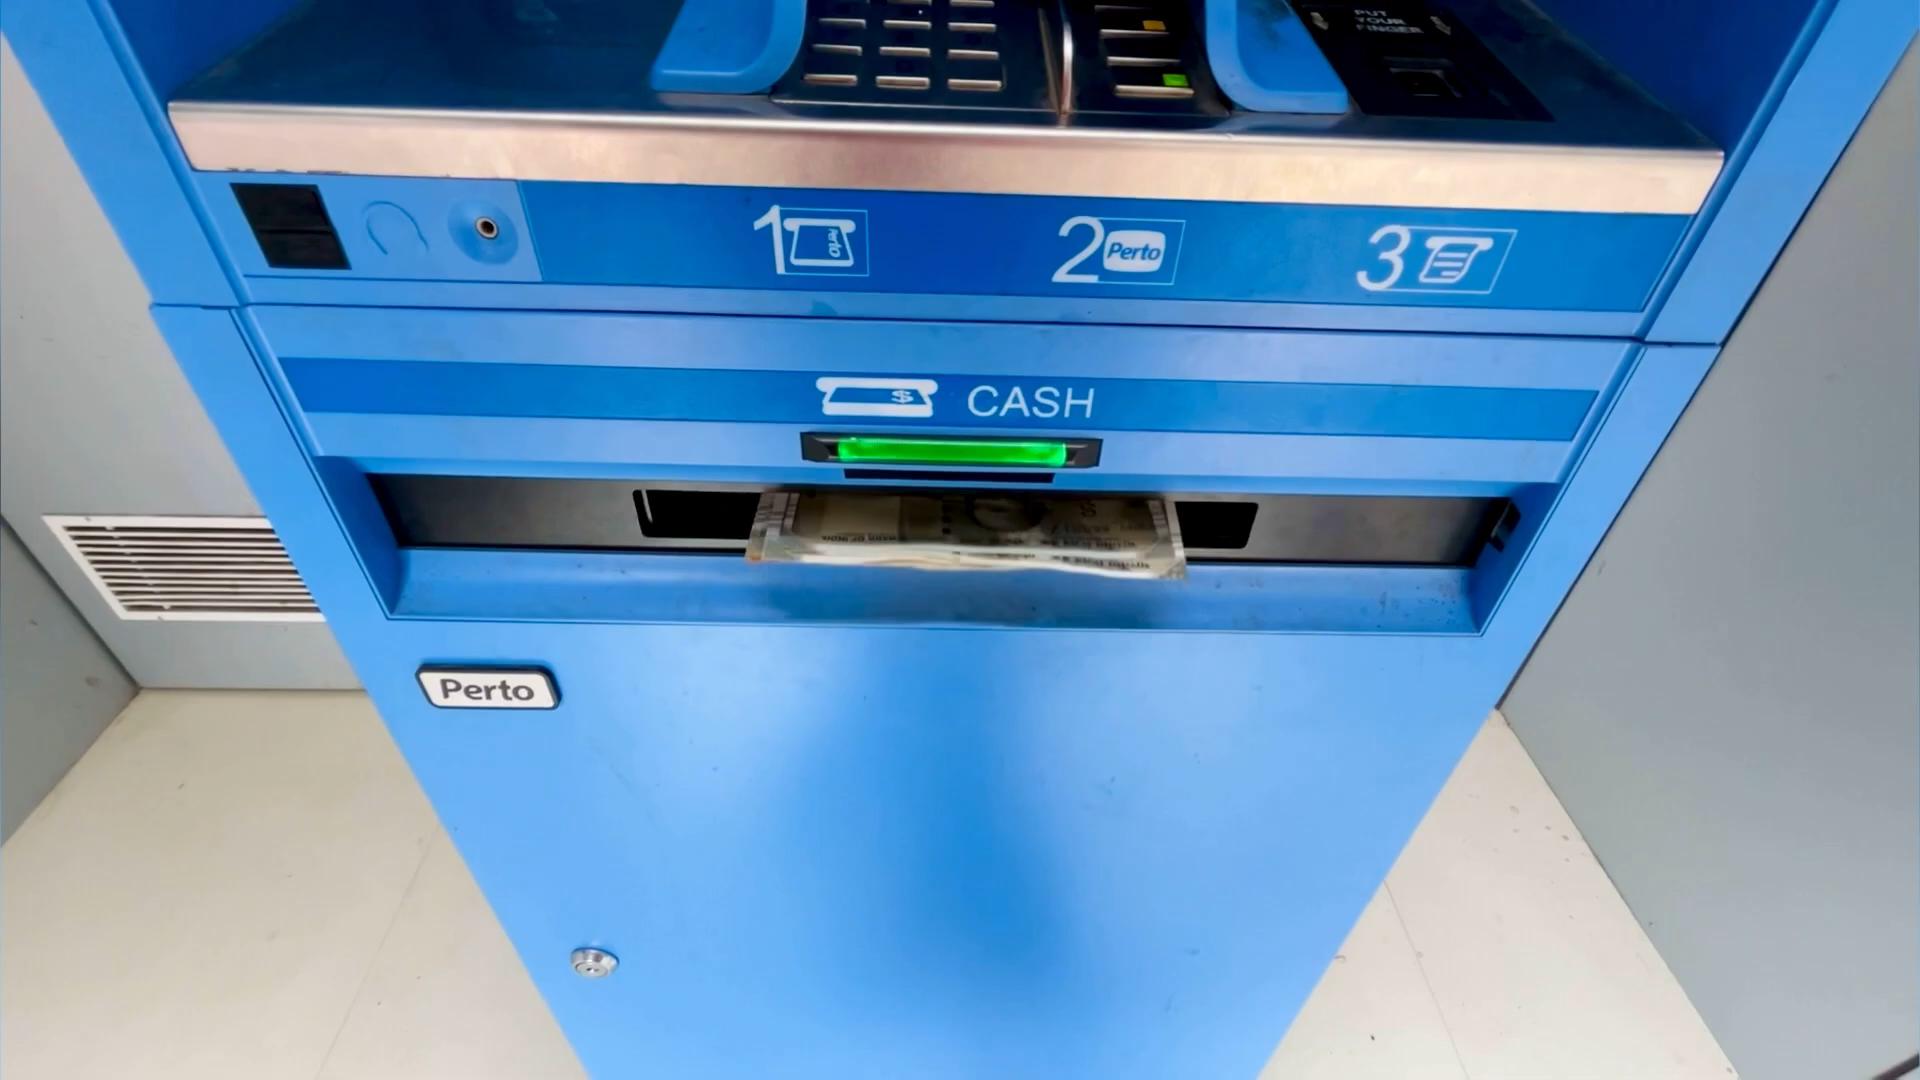 PUT
YOUR
FINGER
1 Perto
2 Perto
3
$ CASH
Perto